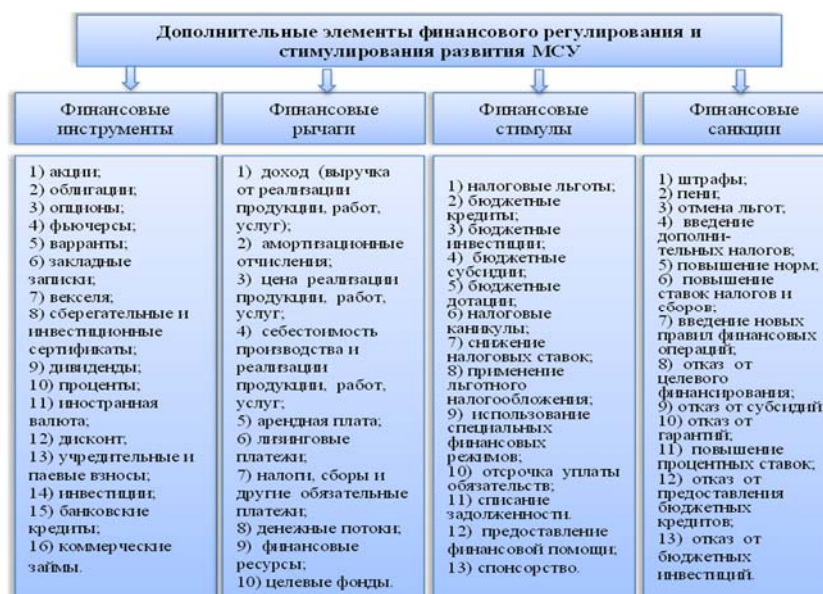 Дополнительные элементы финансового регулирования и
стимулирования развития МСУ
Финансовые
инструменты
1) акции;
2) облигации;
3) опционы;
4) фьючерсы;
5) варранты;
6) закладные
записки;
7) векселя;
8) сберегательные и
инвестиционные
сертификаты;
9) дивиденды;
10) проценты;
11) иностранная
валюта;
12) дисконт;
13) учредительные и
паевые взносы;
14) инвестиции;
15) банковские
кредиты;
16) коммерческие
займы.
Финансовые
рычаги
1) доход (выручка
от реализации
продукции, работ,
услуг);
2) амортизационные
отчисления;
3) цена реализации
продукции, работ,
услуг;
4) себестоимость
производства и
реализации
продукции, работ,
услуг;
5) арендная плата;
6) лизинговые
платежи;
7) налоги, сборы и
другие обязательные
платежи;
8) денежные потоки;
9) финансовые
ресурсы;
10) целевые фонды.
Финансовые
стимулы
1) налоговые льготы;
2) бюджетные
кредиты;
3) бюджетные
инвестиции;
4) бюджетные
субсидии;
5) бюджетные
дотации;
6) налоговые
каникулы;
7) снижение
налоговых ставок;
8) применение
льготного
налогообложения;
9) использование
специальных
финансовых
режимов;
10) отсрочка уплаты
обязательств;
11) списание
задолженности.
12) предоставление
финансовой помощи;
13) спонсорство.
Финансовые
санкции
1) штрафы;
2) пени;
3) отмена льгот;
4) введение
дополни-
тельных налогов;
5) повышение норм;
6) повышение
ставок налогов и
сборов;
7) введение новых
правил финансовых
операций;
8) отказ от
целевого
финансирования;
9) отказ от субсидий;
10) отказ от
гарантий;
11) повышение
процентных ставок;
12) отказ от
предоставления
бюджетных
кредитов;
13) отказ от
бюджетных
инвестиций.